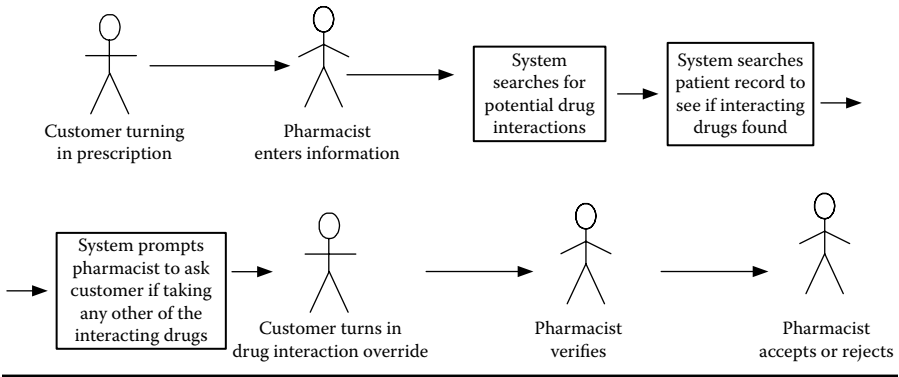 Customer turning
in prescription
Pharmacist
enters information
System
searches for
potential drug
interactions
System searches
patient record to
see if interacting
drugs found
System prompts
pharmacist to ask
customer if taking
any other of the
interacting drugs
Customer turns in
drug interaction override
Pharmacist
verifies
Pharmacist
accepts or rejects